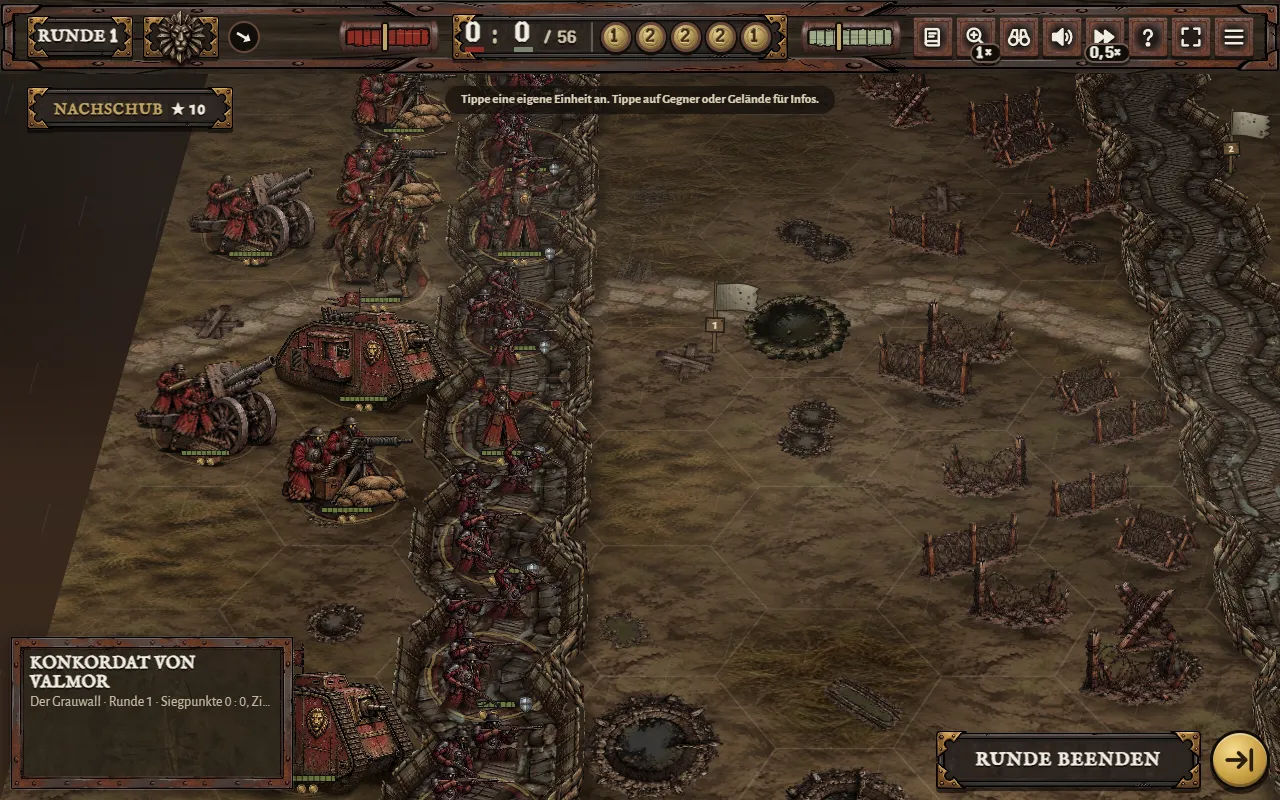 RUNDE 1
0 : 0 / 56
1 2 2 2 1
1×
0,5×
?
NACHSCHUB ★ 10
Tippe eine eigene Einheit an. Tippe auf Gegner oder Gelände für Infos.
2
1
KONKORDAT VON
VALMOR
Der Grauwall · Runde 1 · Siegpunkte 0 : 0, Zi...
RUNDE BEENDEN